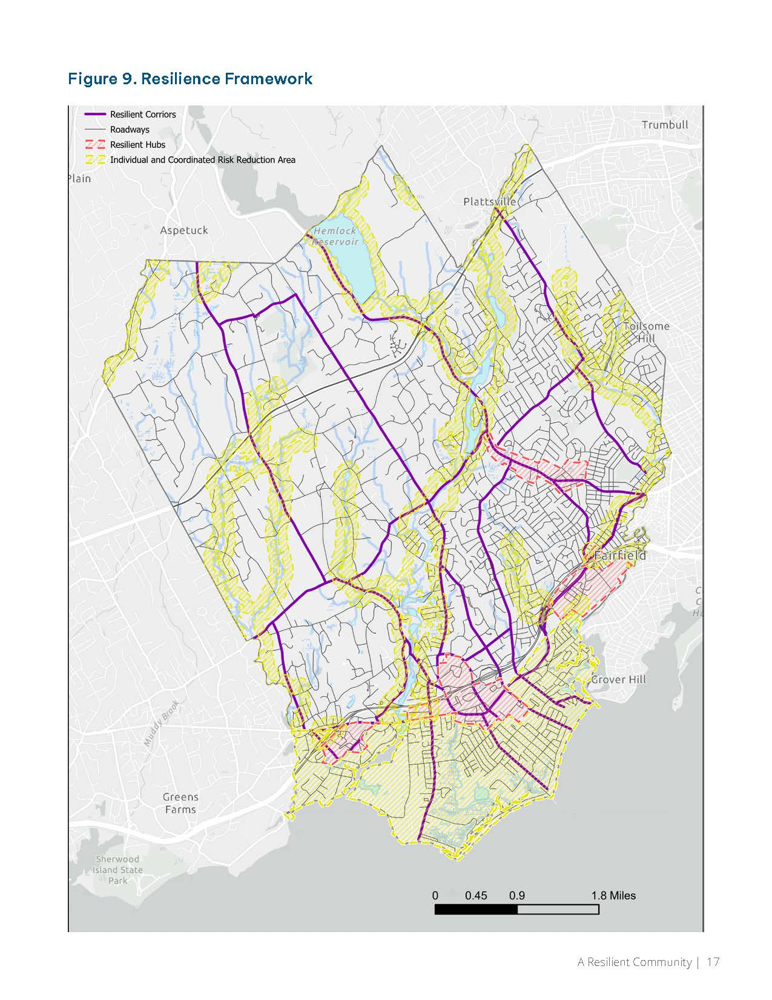 Figure 9. Resilience Framework
Resilient Corriors
Roadways
Resilient Hubs
Individual and Coordinated Risk Reduction Area
Trumbull
Plain
Plattsville
Aspetuck
Hemlock
Reservoir
Toilsome
Hill
Fairfield
C
C
Ho
Grover Hill
Muddy Brook
Greens
Farms
Sherwood
Island State
Park
0 0.45 0.9 1.8 Miles
A Resilient Community | 17